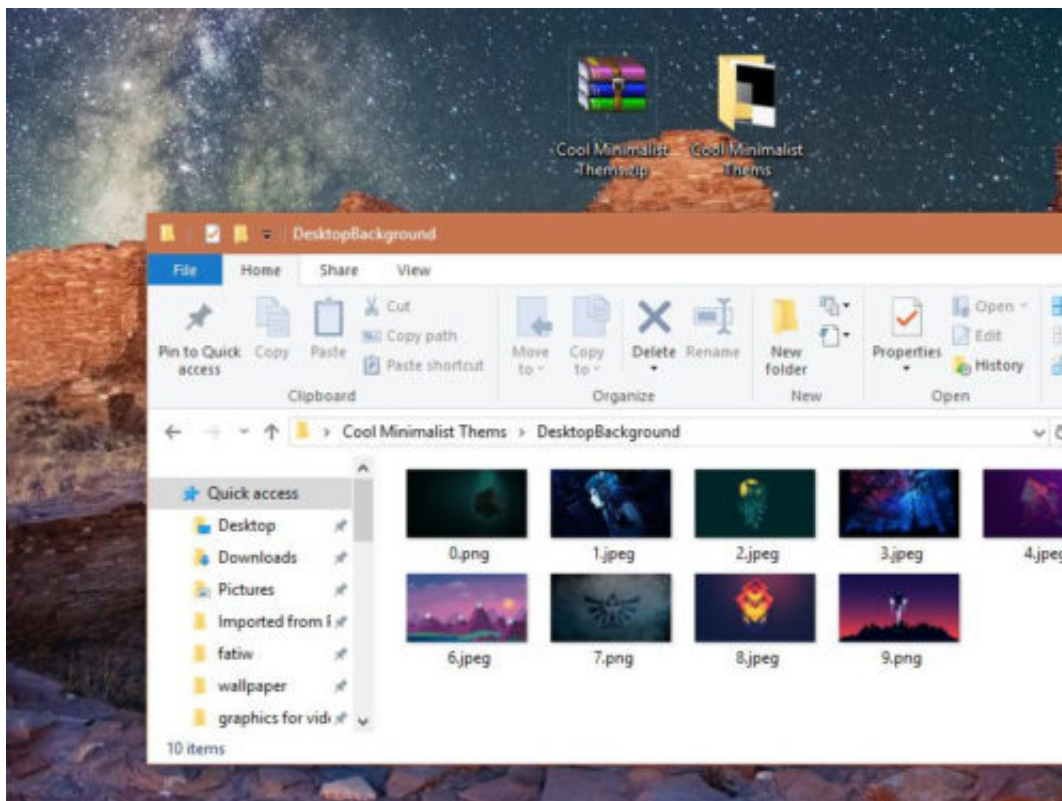 Cool Minimalist
Thems.zip
Cool Minimalist
Thems
DesktopBackground
File Home Share View
Pin to Quick
access
Copy
Paste
Cut
Copy path
Paste shortcut
Clipboard
Move
to
Copy
to
Delete
Rename
Organize
New
folder
New
Properties
Open
Edit
History
Open
Cool Minimalist Thems > DesktopBackground
Quick access
Desktop
Downloads
Pictures
Imported from
fatiw
wallpaper
graphics for vid
0.png 1.jpeg 2.jpeg 3.jpeg 4.jpeg
6.jpeg 7.png 8.jpeg 9.png
10 items